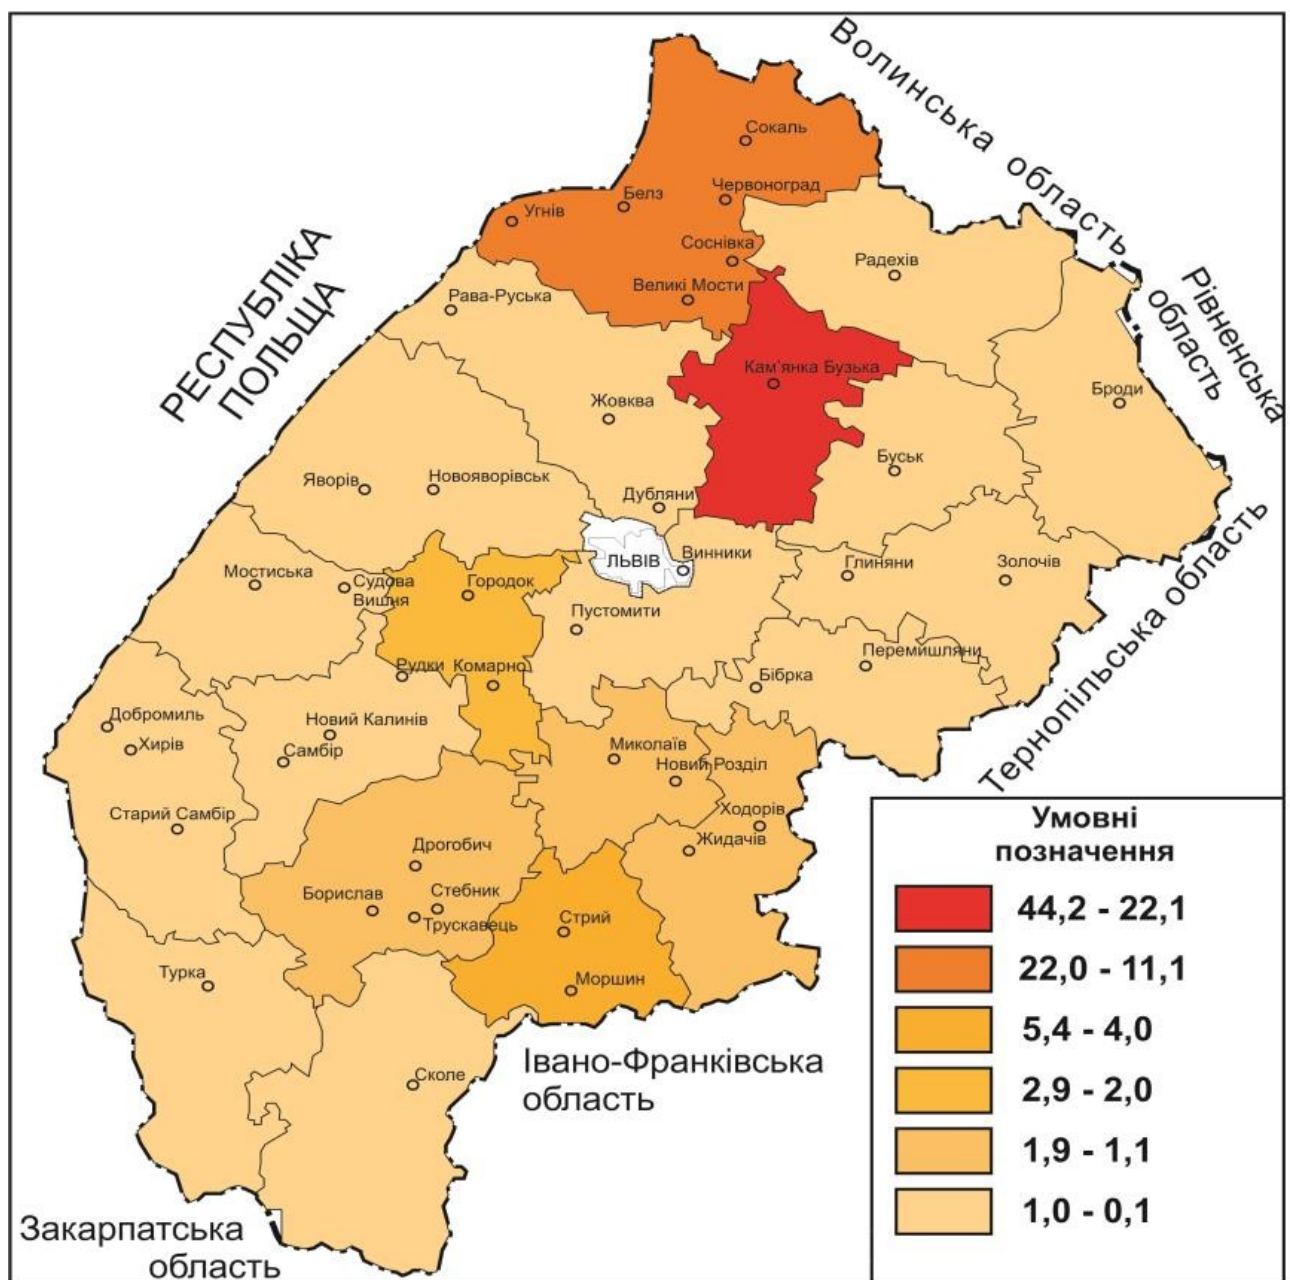 Волинська область
Рівненська
область
РЕСПУБЛІКА
ПОЛЬЩА
Сокаль
Белз
Червоноград
Угнів
Соснівка
Радехів
Великі Мости
Рава-Руська
Кам'янка Бузька
Броди
Жовква
Буськ
Яворів
Новояворівськ
Дубляни
ЛЬВІВ
Винники
Глиняни
Золочів
Мостиська
Судова
Вишня
Городок
Пустомити
Рудки
Комарно
Бібрка
Перемишляни
Тернопільська область
Добромиль
Хирів
Новий Калинів
Самбір
Миколаїв
Новий Розділ
Старий Самбір
Ходорів
Жидачів
Дрогобич
Борислав
Стебник
Трускавець
Стрий
Моршин
Турка
Сколе
Івано-Франківська
область
Закарпатська
область
Умовні
позначення
44,2 - 22,1
22,0 - 11,1
5,4 - 4,0
2,9 - 2,0
1,9 - 1,1
1,0 - 0,1